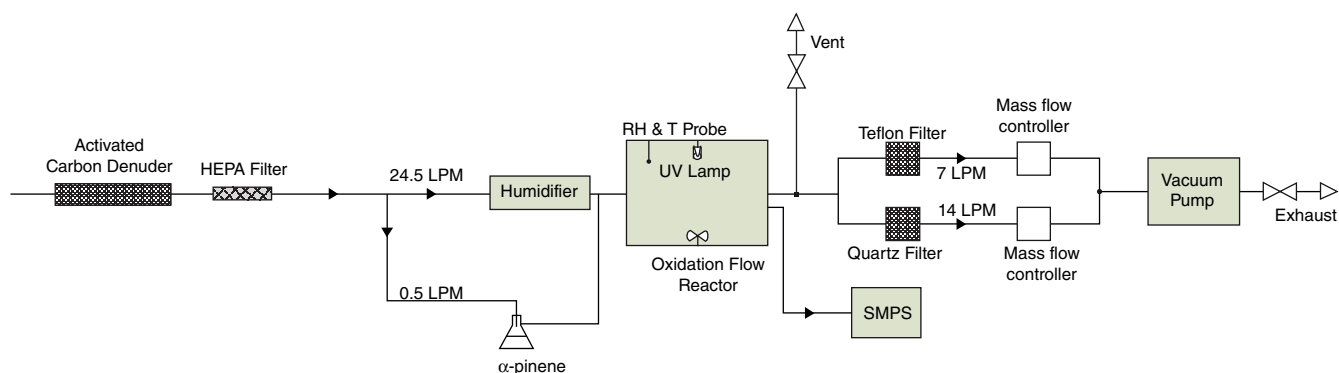 Activated
Carbon Denuder
HEPA Filter
24.5 LPM
0.5 LPM
Humidifier
α-pinene
RH & T Probe
UV Lamp
Oxidation Flow
Reactor
Vent
SMPS
Teflon Filter
7 LPM
14 LPM
Quartz Filter
Mass flow
controller
Mass flow
controller
Vacuum
Pump
Exhaust